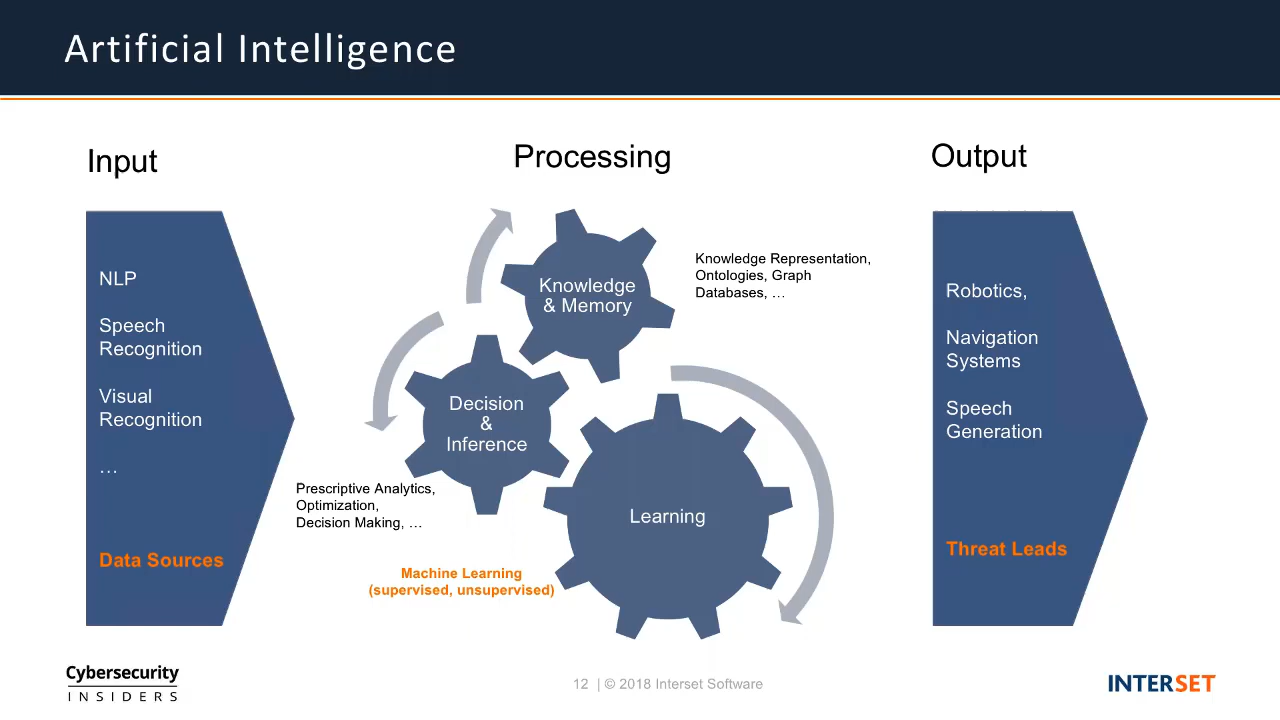 Artificial Intelligence
Input
Processing
Output
NLP
Speech
Recognition
Visual
Recognition
…
Data Sources
Knowledge
& Memory
Knowledge Representation,
Ontologies, Graph
Databases, …
Decision
&
Inference
Prescriptive Analytics,
Optimization,
Decision Making, …
Learning
Machine Learning
(supervised, unsupervised)
Robotics,
Navigation
Systems
Speech
Generation
Threat Leads
Cybersecurity
INSIDERS
12 | © 2018 Interset Software
INTERSET